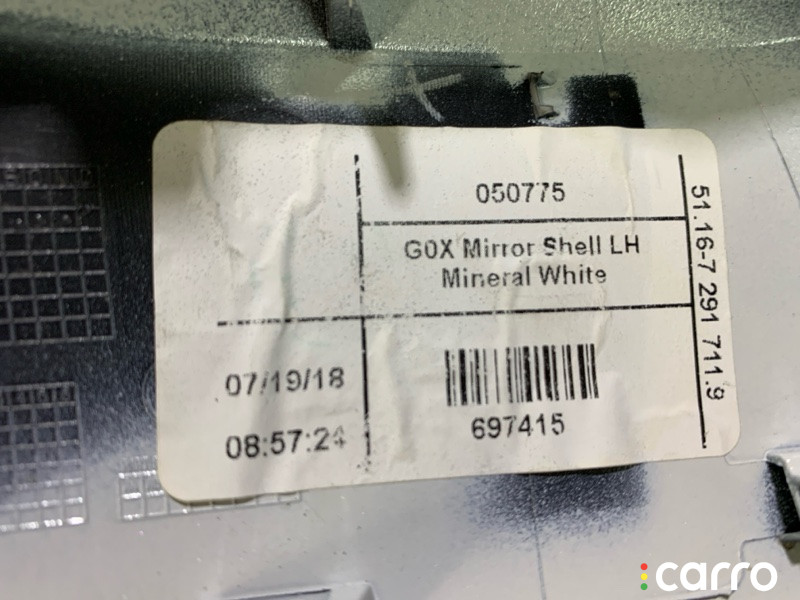 050775
G0X Mirror Shell LH
Mineral White
51.16-7 291 711.9
07/19/18
08:57:24
697415
carro